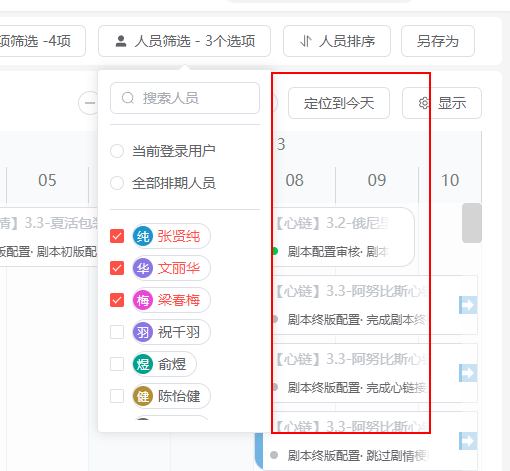 项筛选 -4项
人员筛选 - 3个选项
人员排序
另存为
搜索人员
定位到今天
显示
当前登录用户
全部排期人员
3
05
08
09
10
情】3.3-夏活包装
版配置· 剧本初版配
纯 张贤纯
华 文丽华
梅 梁春梅
羽 祝千羽
煜 俞煜
健 陈怡健
【心链】3.2-俄尼里
剧本配置审核· 剧本
【心链】3.3-阿努比斯心
剧本终版配置· 完成剧本终
【心链】3.3-阿努比斯心
剧本终版配置· 完成心链接
【心链】3.3-阿努比斯心
剧本终版配置· 跳过剧情梗